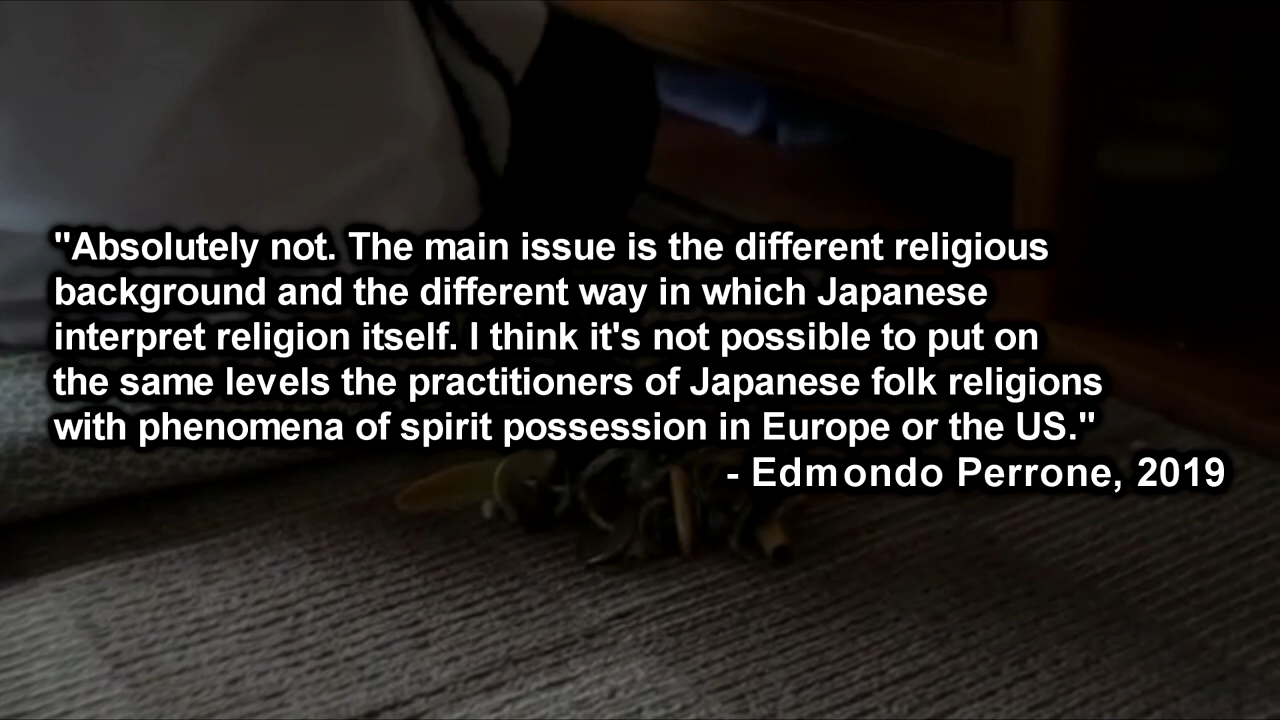 "Absolutely not. The main issue is the different religious
background and the different way in which Japanese
interpret religion itself. I think it's not possible to put on
the same levels the practitioners of Japanese folk religions
with phenomena of spirit possession in Europe or the US."
- Edmondo Perrone, 2019